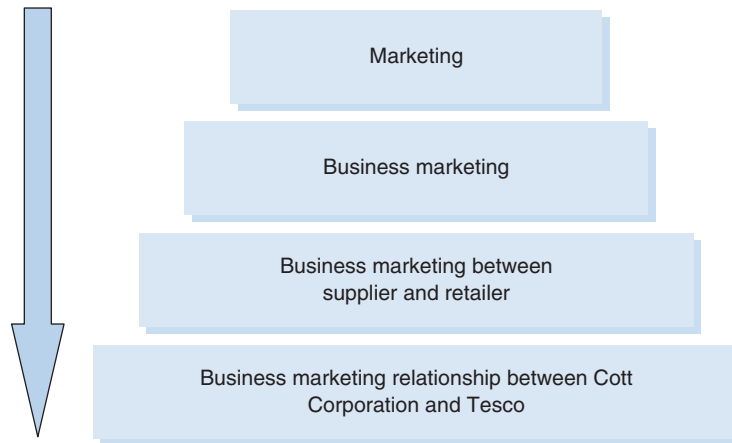 Marketing
Business marketing
Business marketing between
supplier and retailer
Business marketing relationship between Cott
Corporation and Tesco